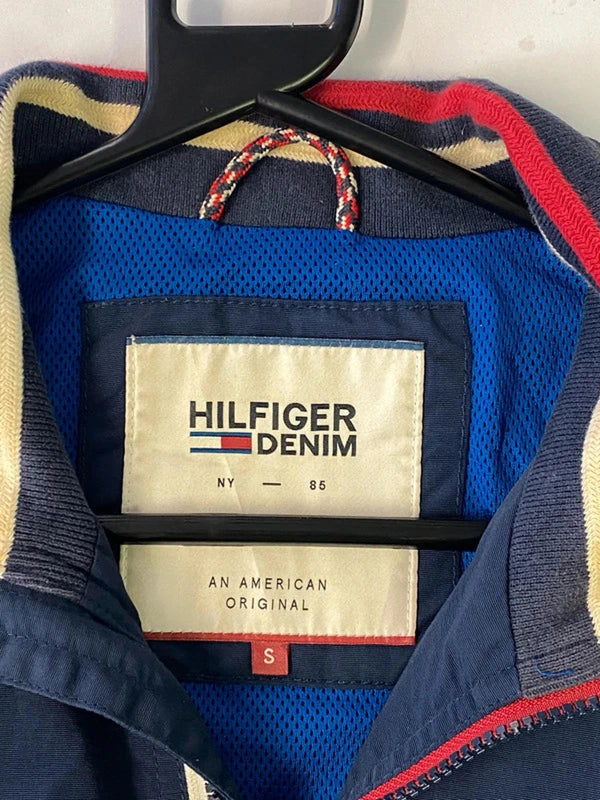 HILFIGER
DENIM
NY — 85
AN AMERICAN
ORIGINAL
S